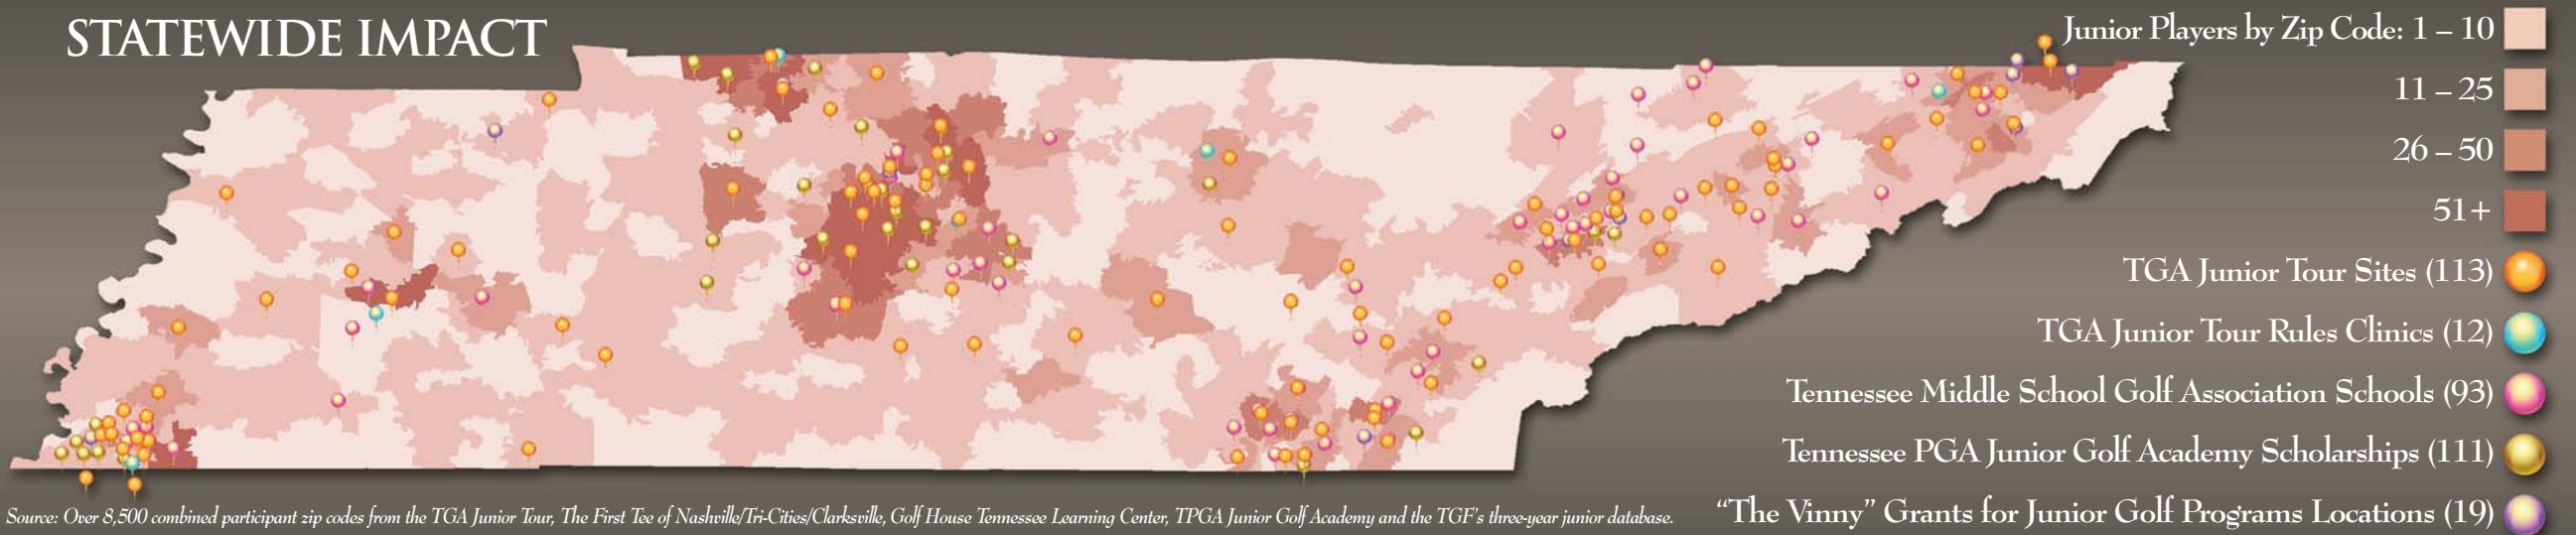 STATEWIDE IMPACT
Junior Players by Zip Code: 1 – 10
11 – 25
26 – 50
51+
TGA Junior Tour Sites (113)
TGA Junior Tour Rules Clinics (12)
Tennessee Middle School Golf Association Schools (93)
Tennessee PGA Junior Golf Academy Scholarships (111)
“The Vinny” Grants for Junior Golf Programs Locations (19)
Source: Over 8,500 combined participant zip codes from the TGA Junior Tour, The First Tee of Nashville/Tri-Cities/Clarksville, Golf House Tennessee Learning Center, TPGA Junior Golf Academy and the TGF's three-year junior database.